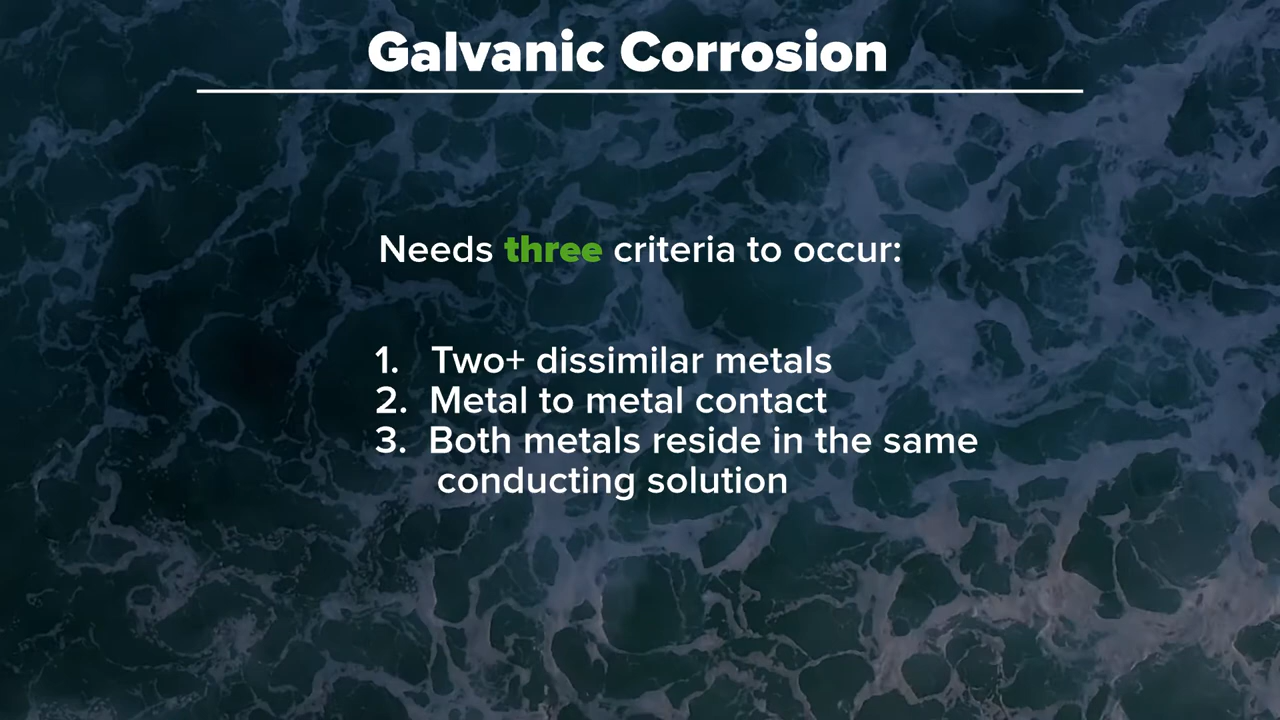 Galvanic Corrosion
Needs three criteria to occur:
1. Two+ dissimilar metals
2. Metal to metal contact
3. Both metals reside in the same
conducting solution